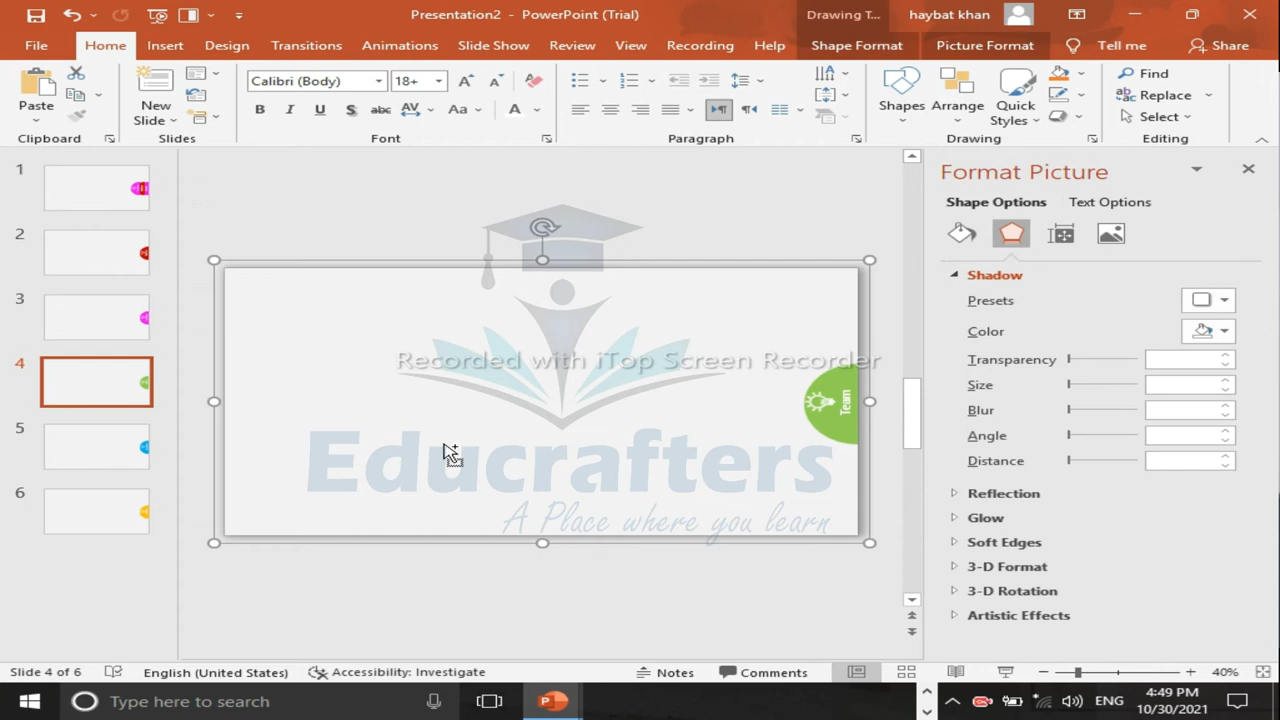 Presentation2 - PowerPoint (Trial)
Drawing T...
haybat khan
File
Home
Insert
Design
Transitions
Animations
Slide Show
Review
View
Recording
Help
Shape Format
Picture Format
Tell me
Share
Paste
New
Slide
Calibri (Body)
18+
Shapes
Arrange
Quick
Styles
Find
Replace
Select
Clipboard
Slides
Font
Paragraph
Drawing
Editing
1
2
3
4
5
6
Recorded with iTop Screen Recorder
Team
Educrafters
A Place where you learn
Format Picture
Shape Options
Text Options
Shadow
Presets
Color
Transparency
Size
Blur
Angle
Distance
Reflection
Glow
Soft Edges
3-D Format
3-D Rotation
Artistic Effects
Slide 4 of 6
English (United States)
Accessibility: Investigate
Notes
Comments
40%
Type here to search
ENG
4:49 PM
10/30/2021